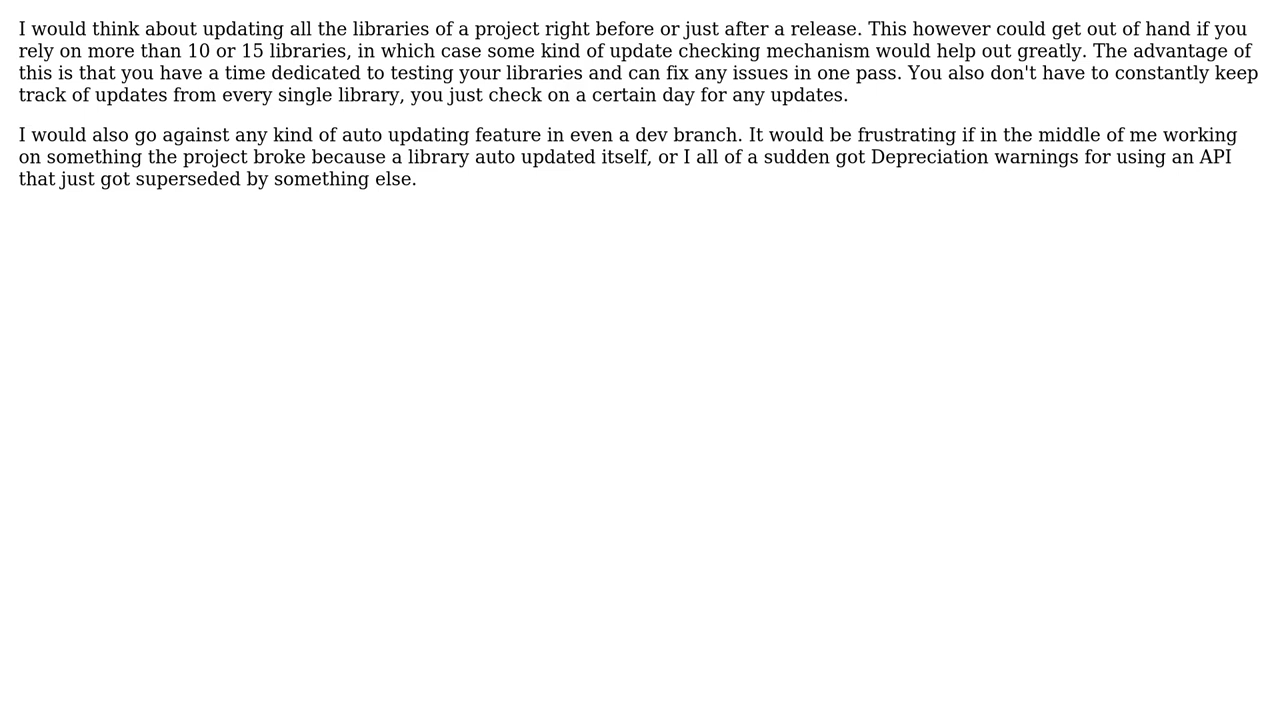 I would think about updating all the libraries of a project right before or just after a release. This however could get out of hand if you
rely on more than 10 or 15 libraries, in which case some kind of update checking mechanism would help out greatly. The advantage of
this is that you have a time dedicated to testing your libraries and can fix any issues in one pass. You also don't have to constantly keep
track of updates from every single library, you just check on a certain day for any updates.
I would also go against any kind of auto updating feature in even a dev branch. It would be frustrating if in the middle of me working
on something the project broke because a library auto updated itself, or I all of a sudden got Depreciation warnings for using an API
that just got superseded by something else.